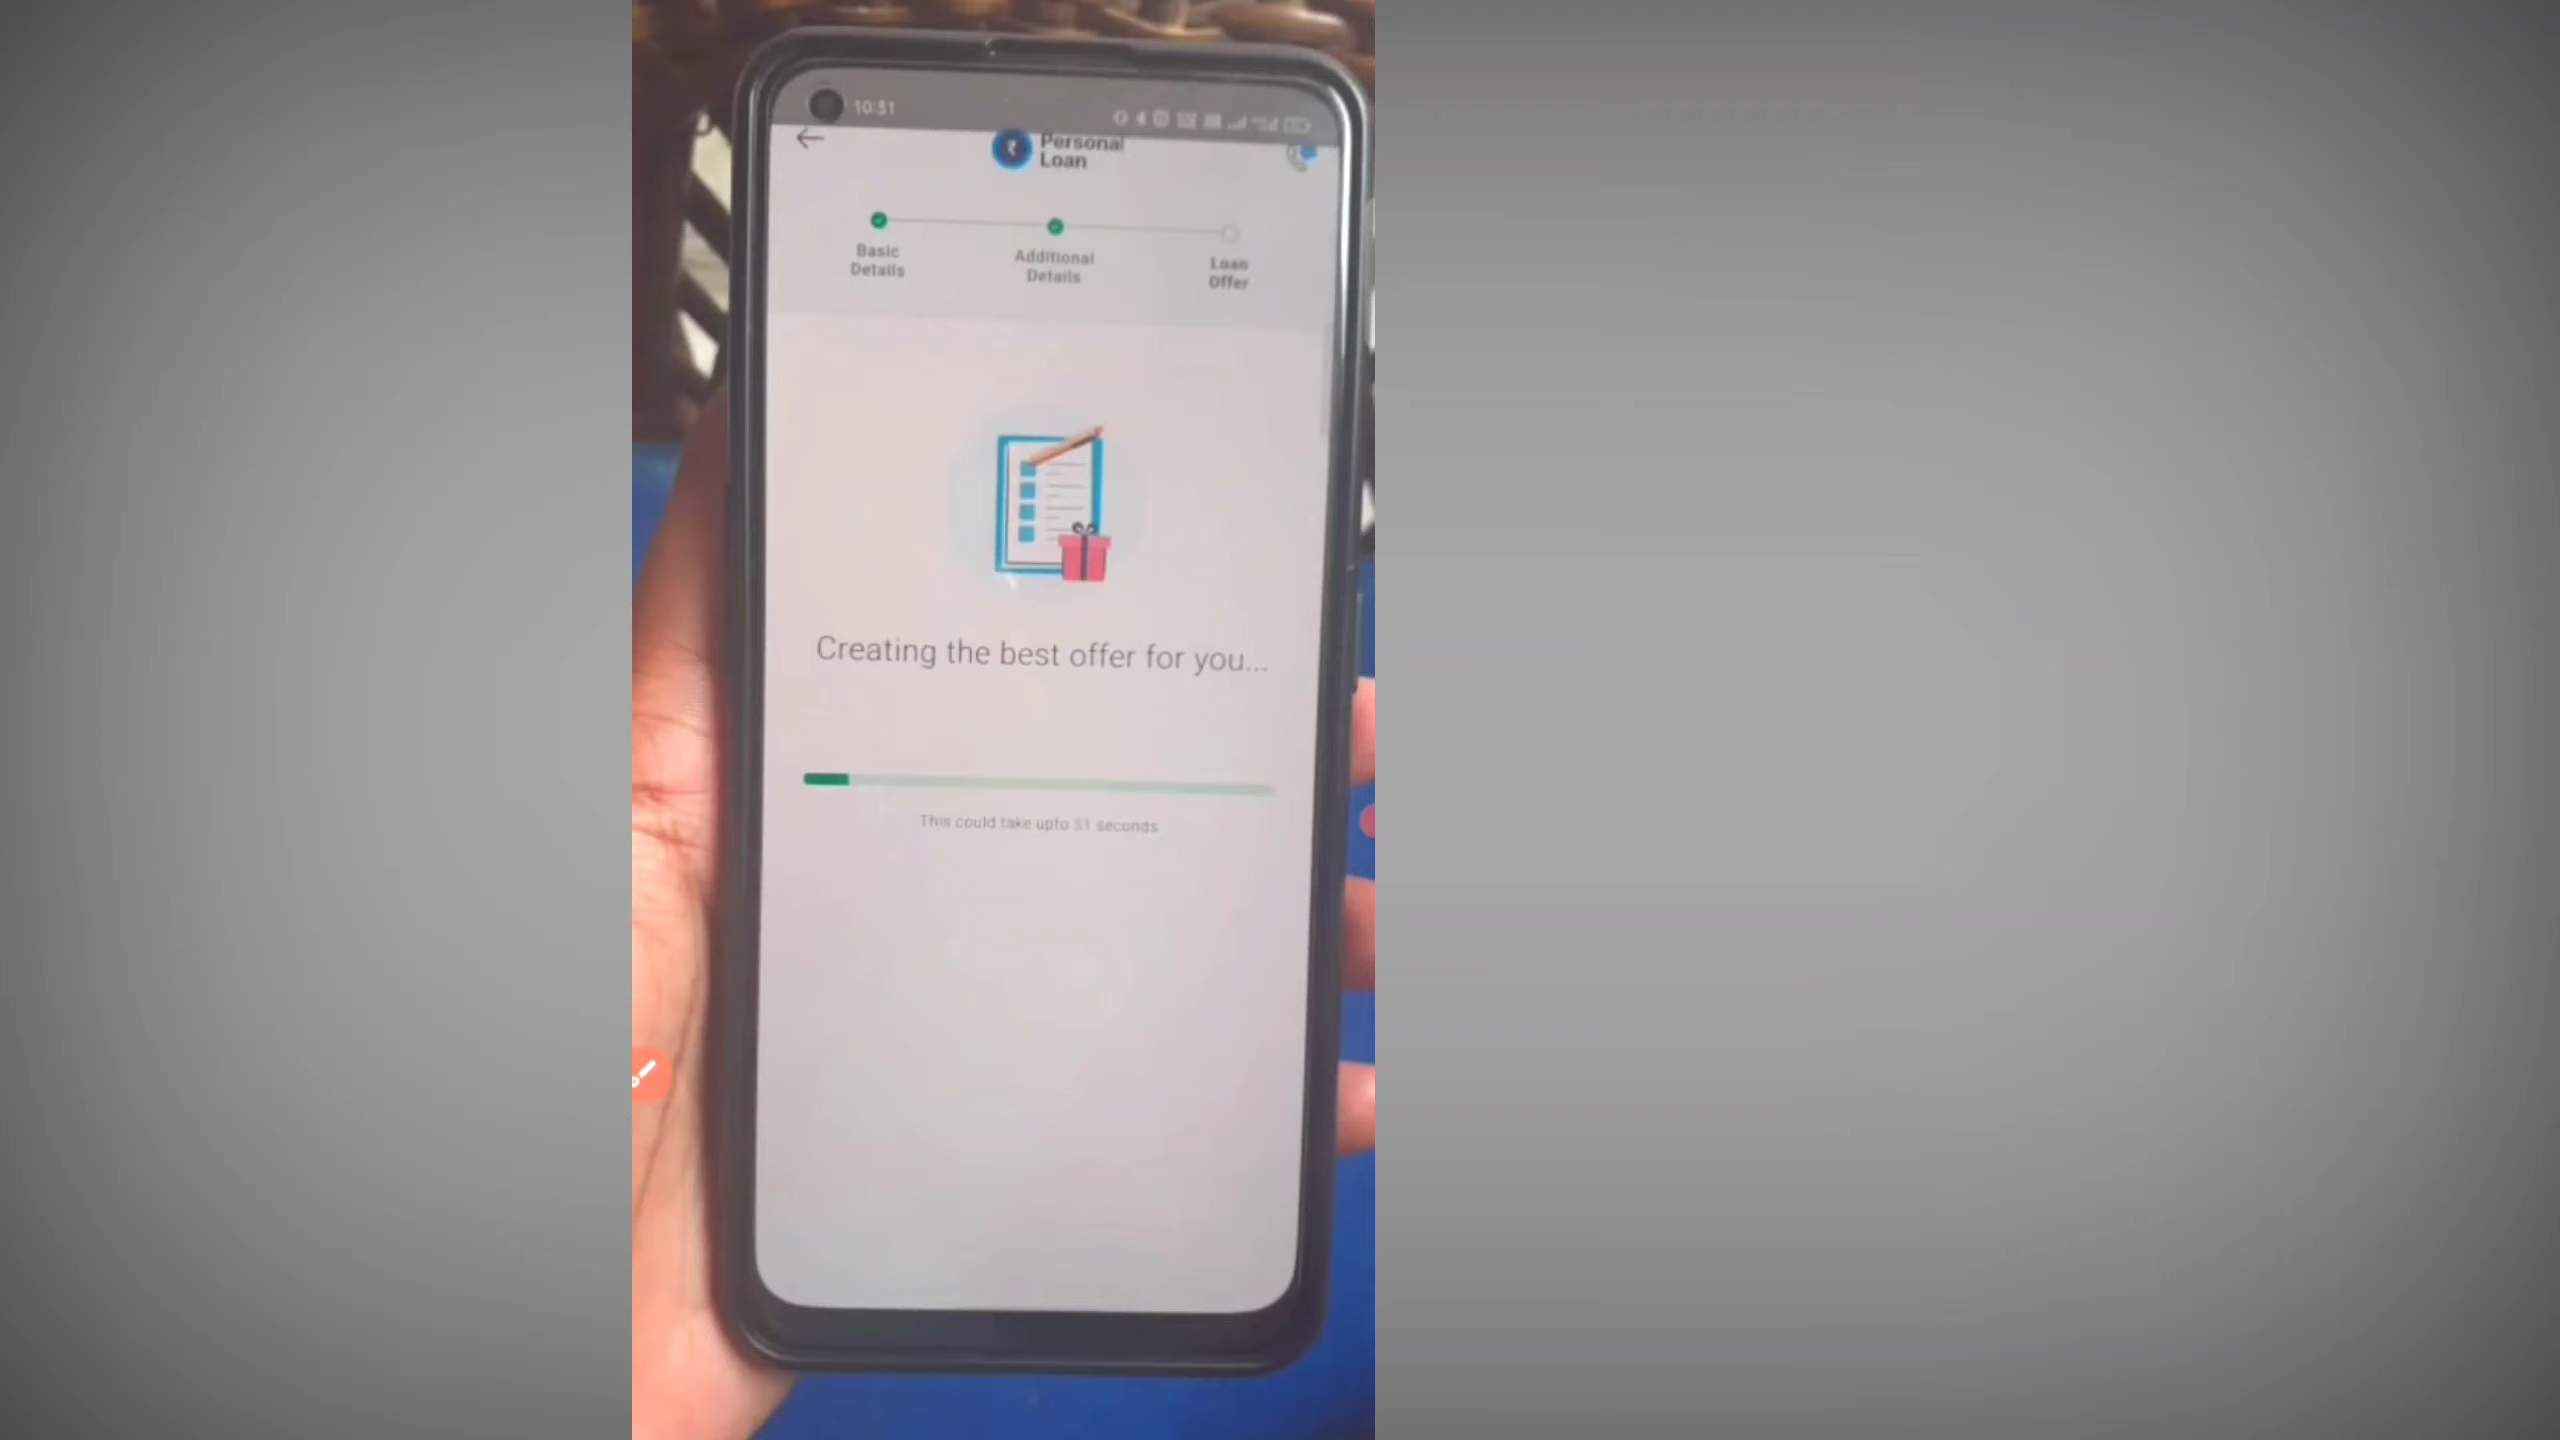 10:31
Personal
Loan
Basic
Details
Additional
Details
Loan
Offer
Creating the best offer for you...
This could take upto 51 seconds